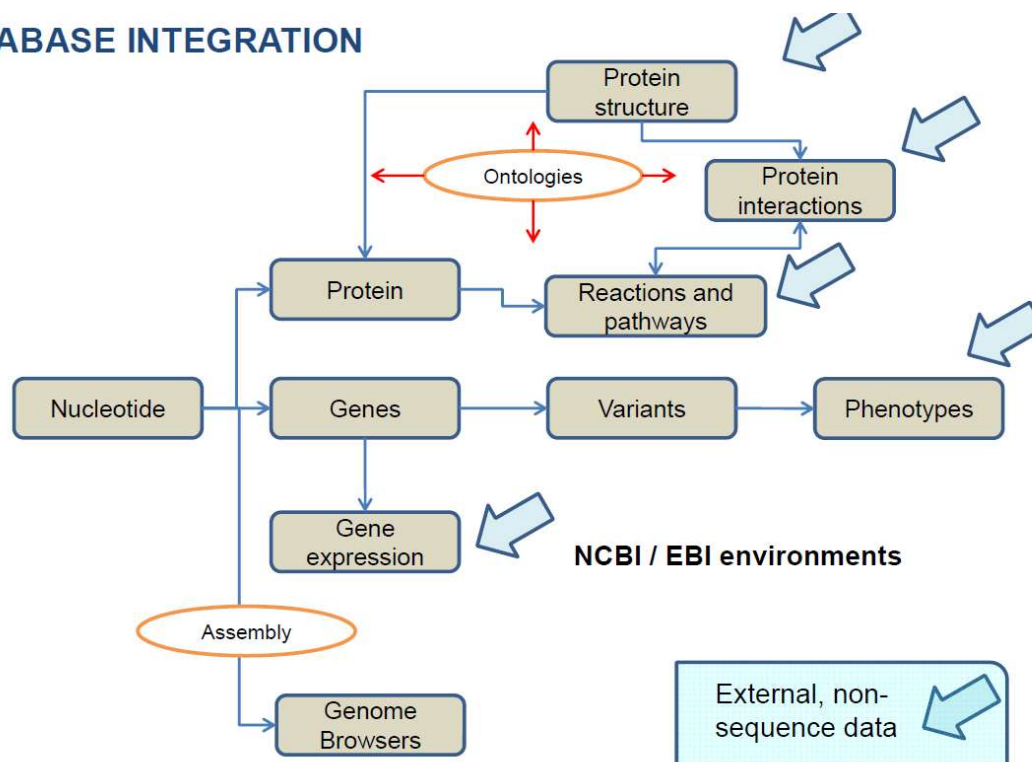 ABASE INTEGRATION
Protein
structure
Ontologies
Protein
interactions
Protein
Reactions and
pathways
Nucleotide
Genes
Variants
Phenotypes
Gene
expression
NCBI / EBI environments
Assembly
Genome
Browsers
External, non-
sequence data